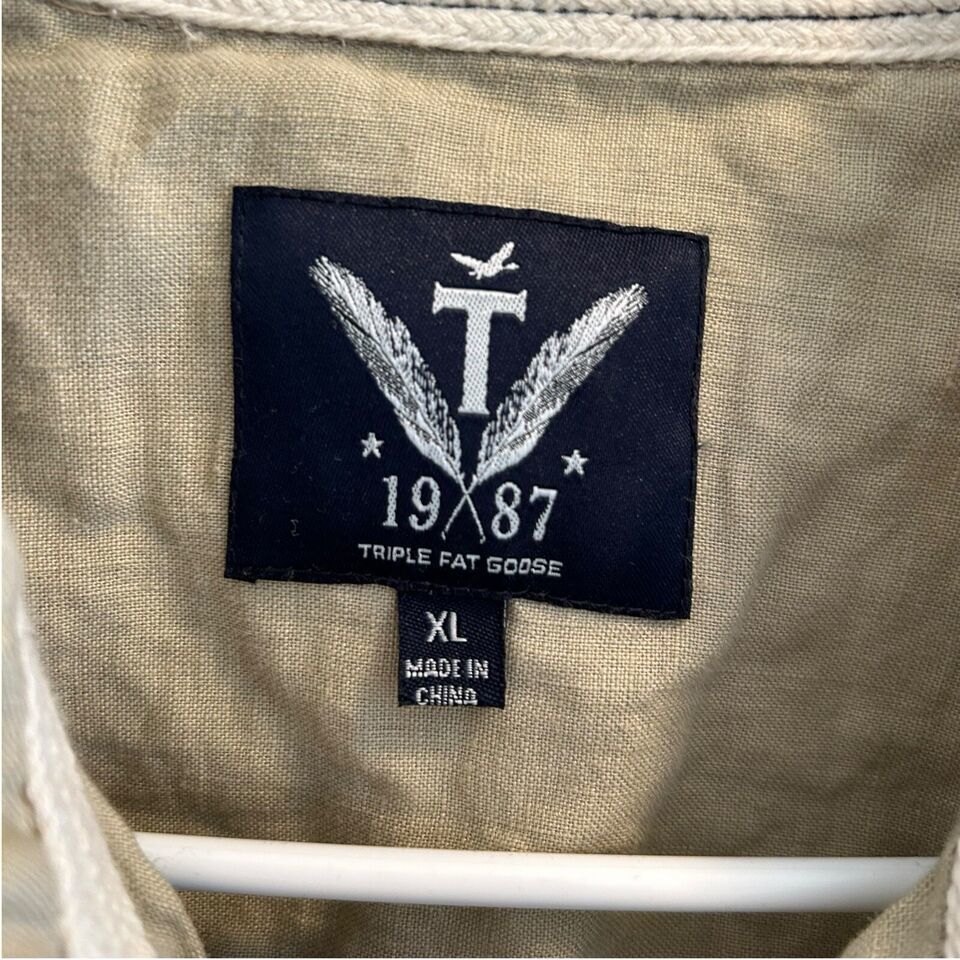 T
19 87
TRIPLE FAT GOOSE
XL
MADE IN
CHINA